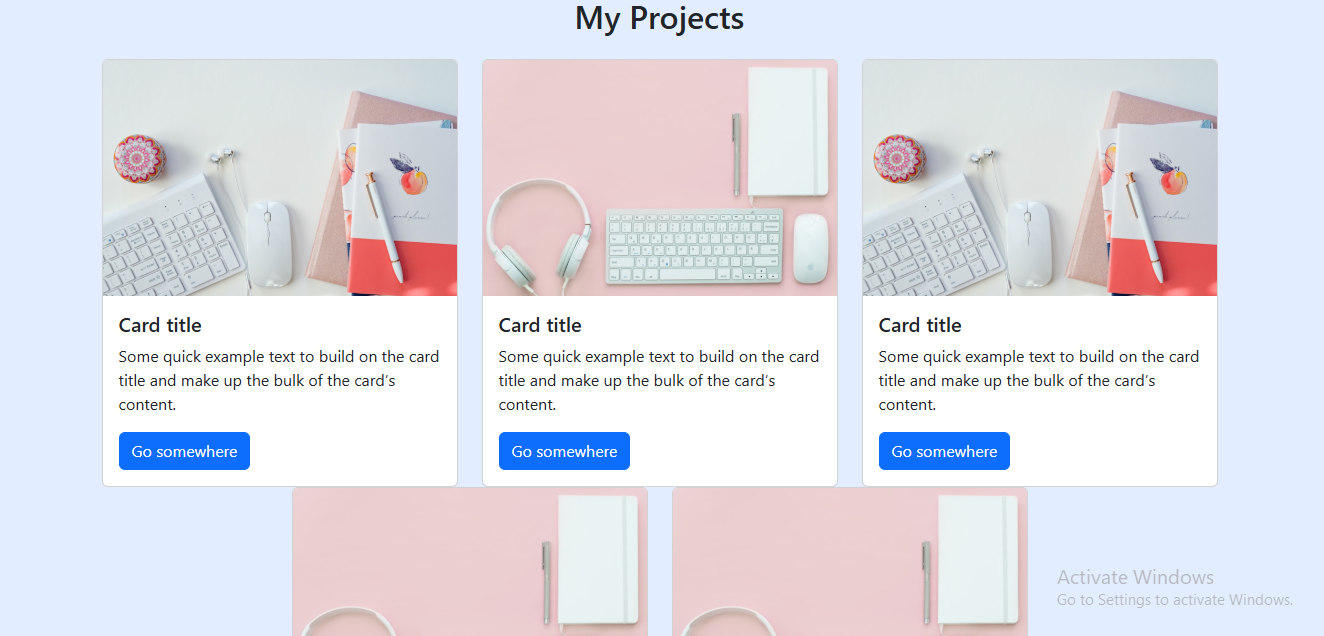 My Projects
Card title
Some quick example text to build on the card
title and make up the bulk of the card’s
content.
Go somewhere
Card title
Some quick example text to build on the card
title and make up the bulk of the card’s
content.
Go somewhere
Card title
Some quick example text to build on the card
title and make up the bulk of the card’s
content.
Go somewhere
Activate Windows
Go to Settings to activate Windows.